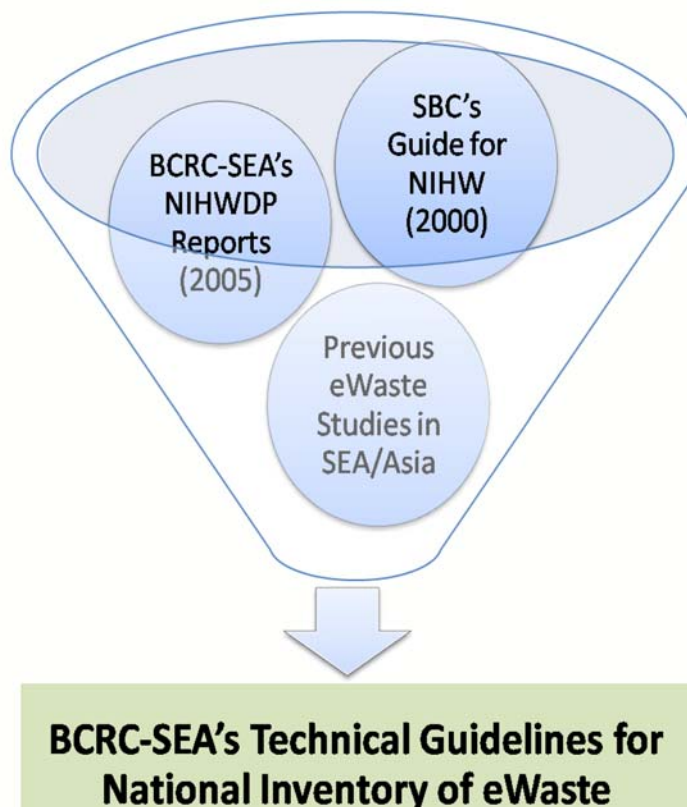 SBC's
Guide for
NIHW
(2000)
BCRC-SEA's
NIHWDP
Reports
(2005)
Previous
eWaste
Studies in
SEA/Asia
BCRC-SEA's Technical Guidelines for
National Inventory of eWaste